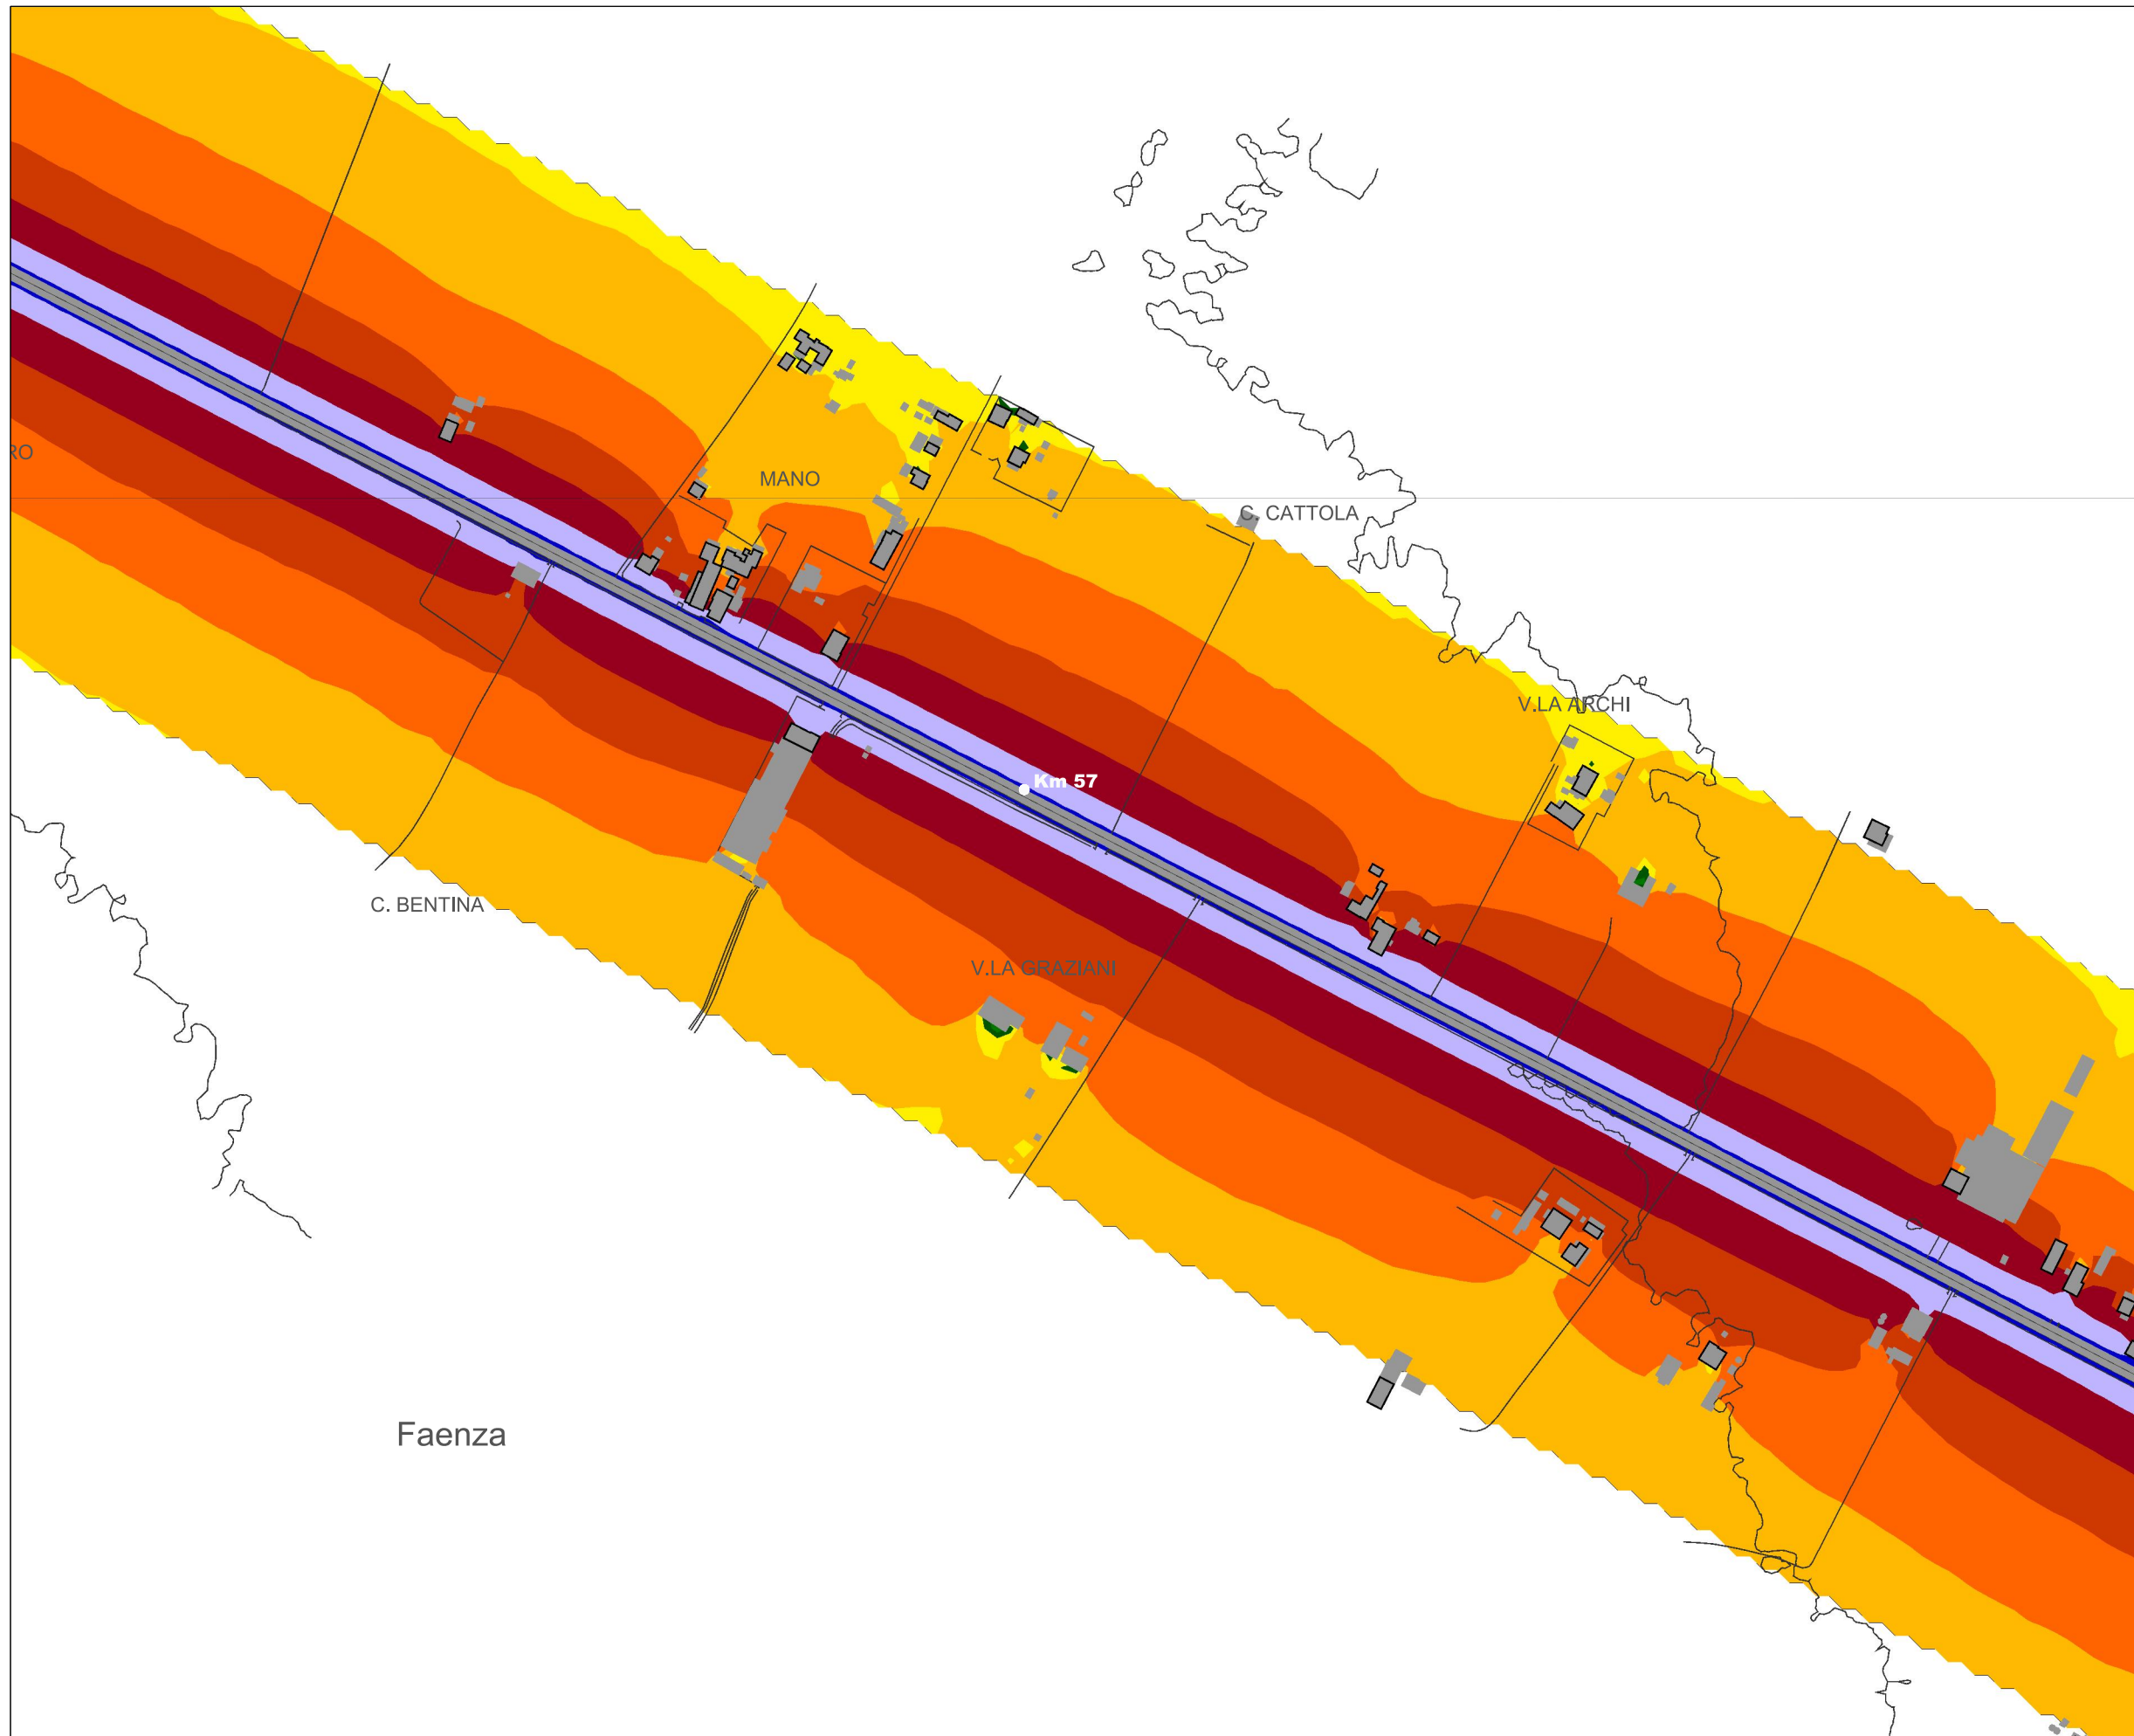 RO
MANO
C. CATTOLA
V.LA ARCHI
Km 57
C. BENTINA
V.LA GRAZIANI
Faenza